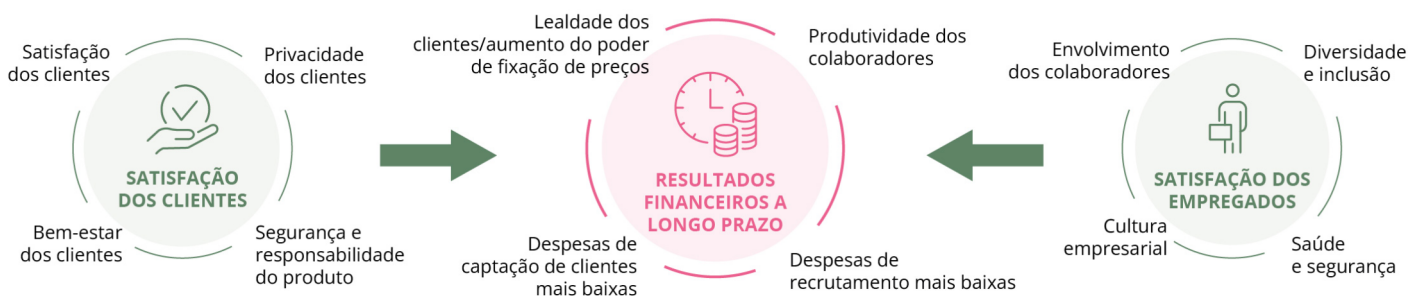 Satisfação
dos clientes
Privacidade
dos clientes
SATISFAÇÃO
DOS CLIENTES
Bem-estar
dos clientes
Segurança e
responsabilidade
do produto
Lealdade dos
clientes/aumento do poder
de fixação de preços
Produtividade dos
colaboradores
RESULTADOS
FINANCEIROS A
LONGO PRAZO
Despesas de
captação de clientes
mais baixas
Despesas de
recrutamento mais baixas
Envolvimento
dos colaboradores
Diversidade
e inclusão
SATISFAÇÃO DOS
EMPREGADOS
Cultura
empresarial
Saúde
e segurança